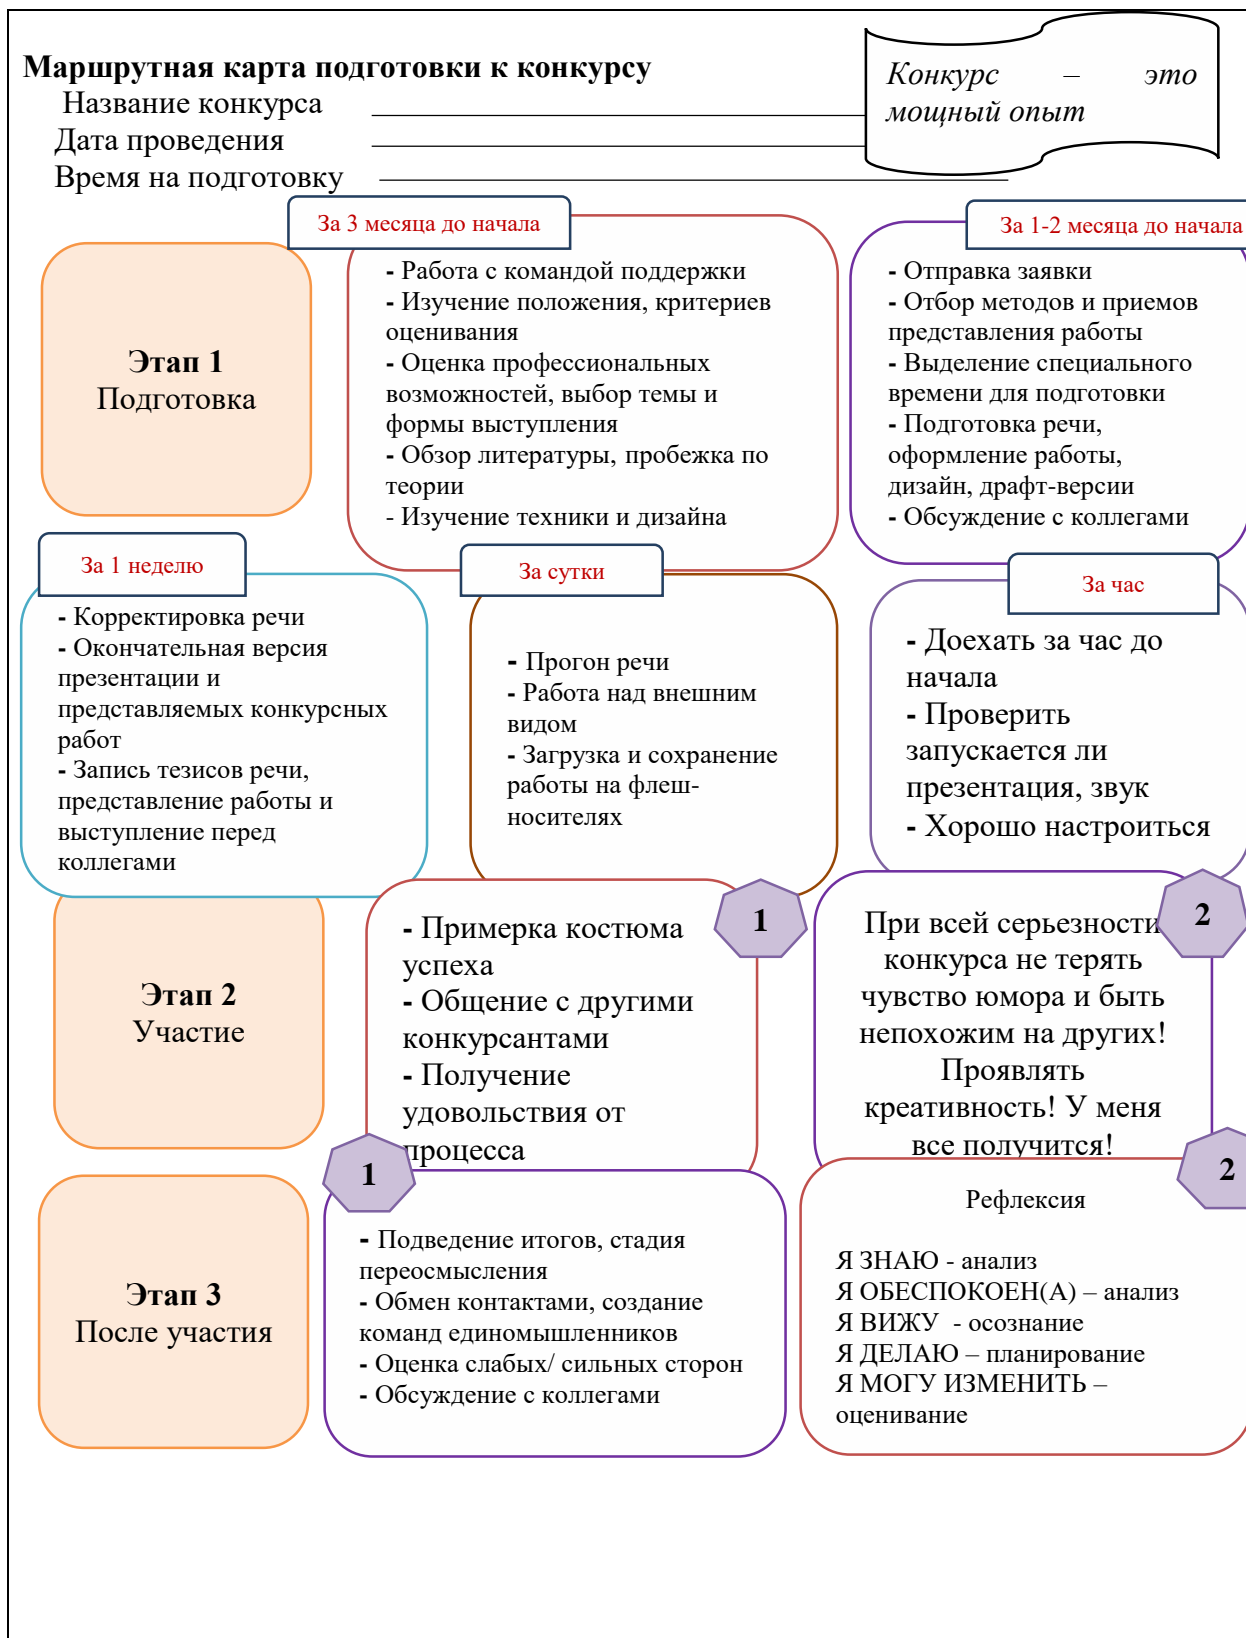 Маршрутная карта подготовки к конкурсу
Название конкурса
Дата проведения
Время на подготовку
Конкурс – это
мощный опыт
За 3 месяца до начала
- Работа с командой поддержки
- Изучение положения, критериев
оценивания
- Оценка профессиональных
возможностей, выбор темы и
формы выступления
- Обзор литературы, пробежка по
теории
- Изучение техники и дизайна
За 1-2 месяца до начала
- Отправка заявки
- Отбор методов и приемов
представления работы
- Выделение специального
времени для подготовки
- Подготовка речи,
оформление работы,
дизайн, драфт-версии
- Обсуждение с коллегами
Этап 1
Подготовка
За 1 неделю
- Корректировка речи
- Окончательная версия
презентации и
представляемых конкурсных
работ
- Запись тезисов речи,
представление работы и
выступление перед
коллегами
За сутки
- Прогон речи
- Работа над внешним
видом
- Загрузка и сохранение
работы на флеш-
носителях
За час
- Доехать за час до
начала
- Проверить
запускается ли
презентация, звук
- Хорошо настроиться
Этап 2
Участие
1
- Примерка костюма
успеха
- Общение с другими
конкурсантами
- Получение
удовольствия от
процесса
2
При всей серьезности
конкурса не терять
чувство юмора и быть
непохожим на других!
Проявлять
креативность! У меня
все получится!
Этап 3
После участия
1
- Подведение итогов, стадия
переосмысления
- Обмен контактами, создание
команд единомышленников
- Оценка слабых/ сильных сторон
- Обсуждение с коллегами
2
Рефлексия
Я ЗНАЮ - анализ
Я ОБЕСПОКОЕН(А) – анализ
Я ВИЖУ - осознание
Я ДЕЛАЮ – планирование
Я МОГУ ИЗМЕНИТЬ –
оценивание